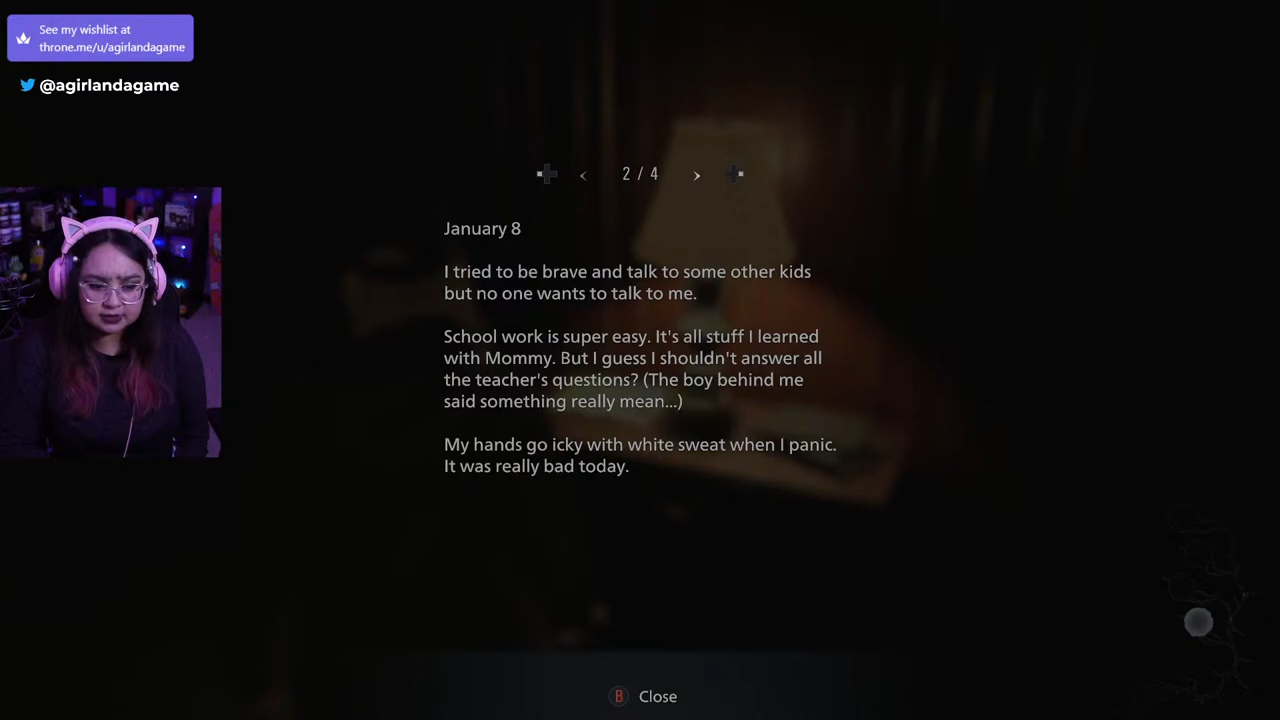 See my wishlist at
throne.me/u/agirlandagame
@agirlandagame
< 2 / 4 >
January 8
I tried to be brave and talk to some other kids
but no one wants to talk to me.
School work is super easy. It's all stuff I learned
with Mommy. But I guess I shouldn't answer all
the teacher's questions? (The boy behind me
said something really mean...)
My hands go icky with white sweat when I panic.
It was really bad today.
B Close